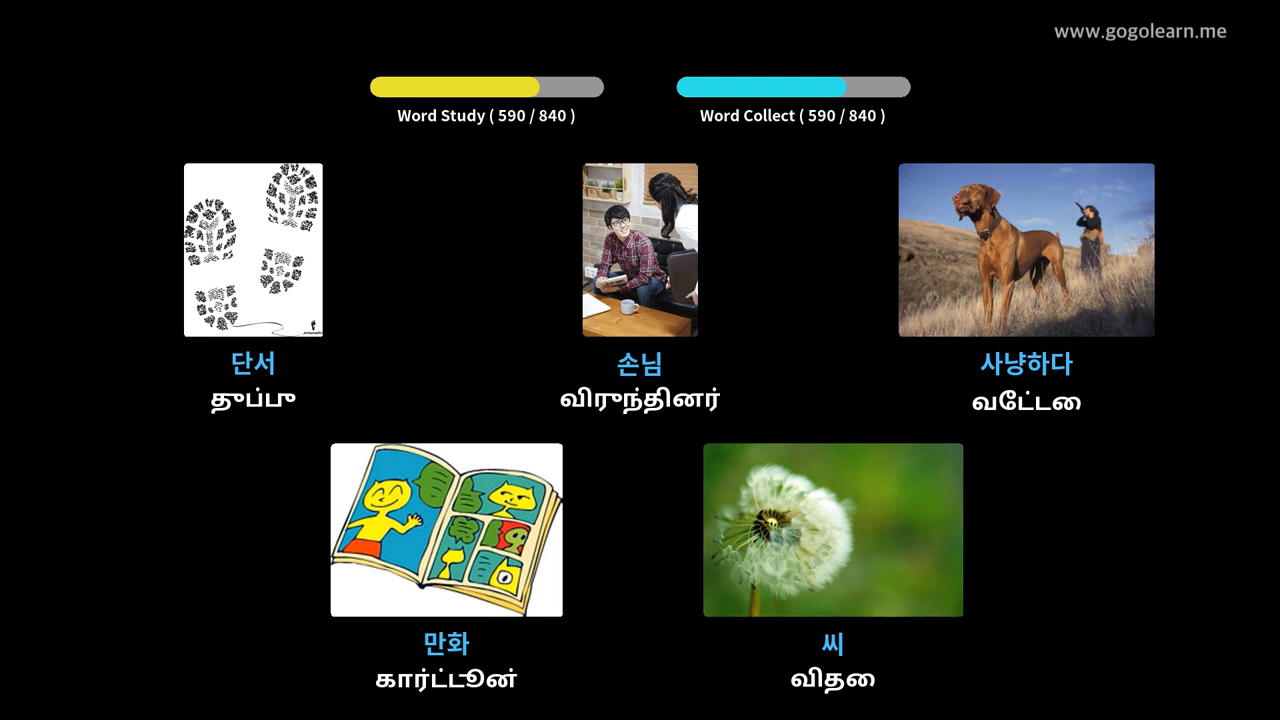 www.gogolearn.me
Word Study ( 590 / 840 )
Word Collect ( 590 / 840 )
단서
துப்பு
손님
விருந்தினர்
사냥하다
வேட்டை
만화
கார்ட்டூன்
씨
விதை